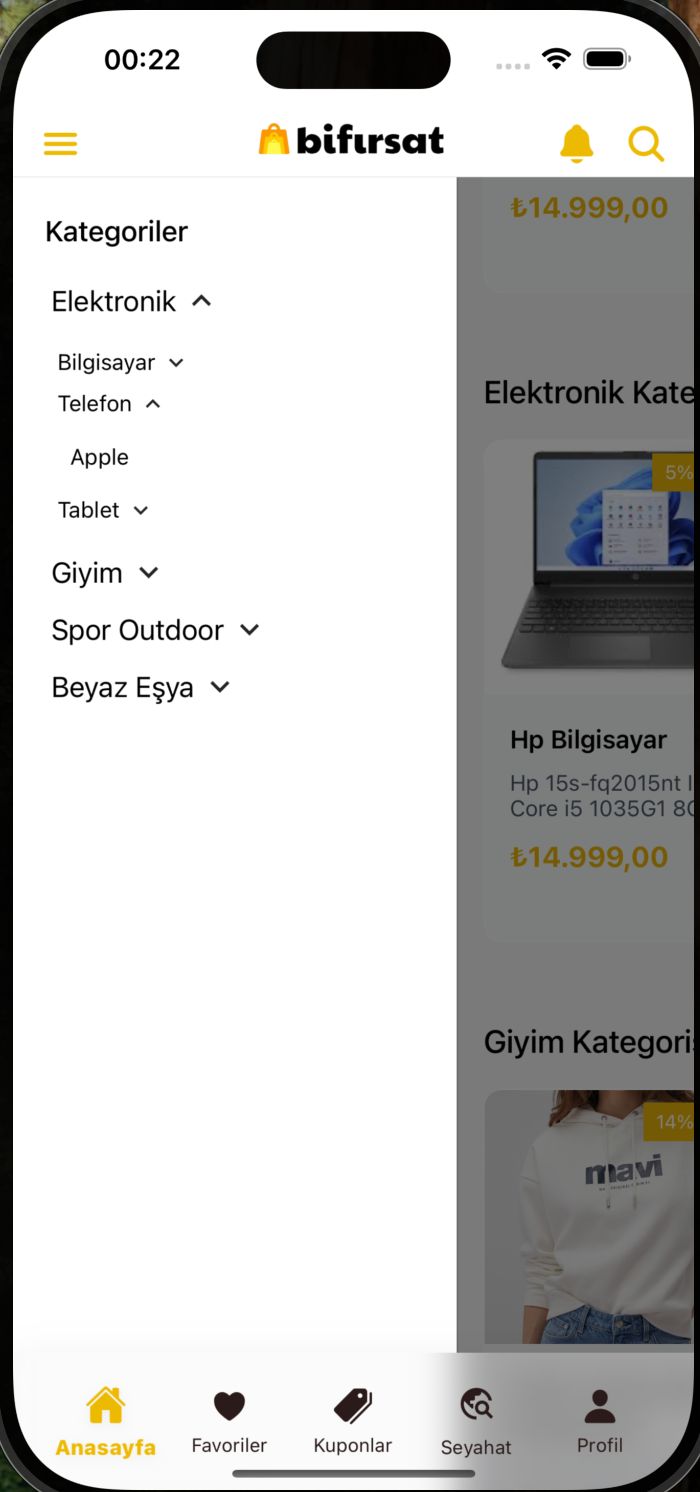 00:22
bifırsat
Kategoriler
Elektronik
Bilgisayar
Telefon
Apple
Tablet
Giyim
Spor Outdoor
Beyaz Eşya
₺14.999,00
Elektronik Kate
5%
Hp Bilgisayar
Hp 15s-fq2015nt I
Core i5 1035G1 8G
₺14.999,00
Giyim Kategoris
14%
mavi
Anasayfa
Favoriler
Kuponlar
Seyahat
Profil